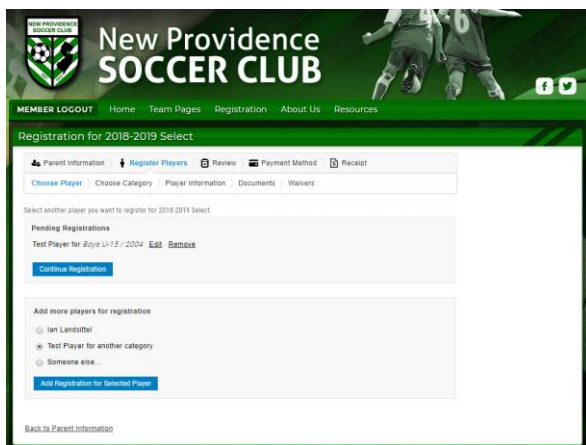 NEW PROVIDENCE
SOCCER CLUB
New Providence
SOCCER CLUB
MEMBER LOGOUT Home Team Pages Registration About Us Resources
Registration for 2018-2019 Select
Parent Information Register Players Review Payment Method Receipt
Choose Player Choose Category Player Information Documents Waivers
Select another player you want to register for 2018-2019 Select.
Pending Registrations
Test Player for Boys U-15 / 2004 Edit Remove
Continue Registration
Add more players for registration
Ian Landsittel
Test Player for another category
Someone else...
Add Registration for Selected Player
Back to Parent Information